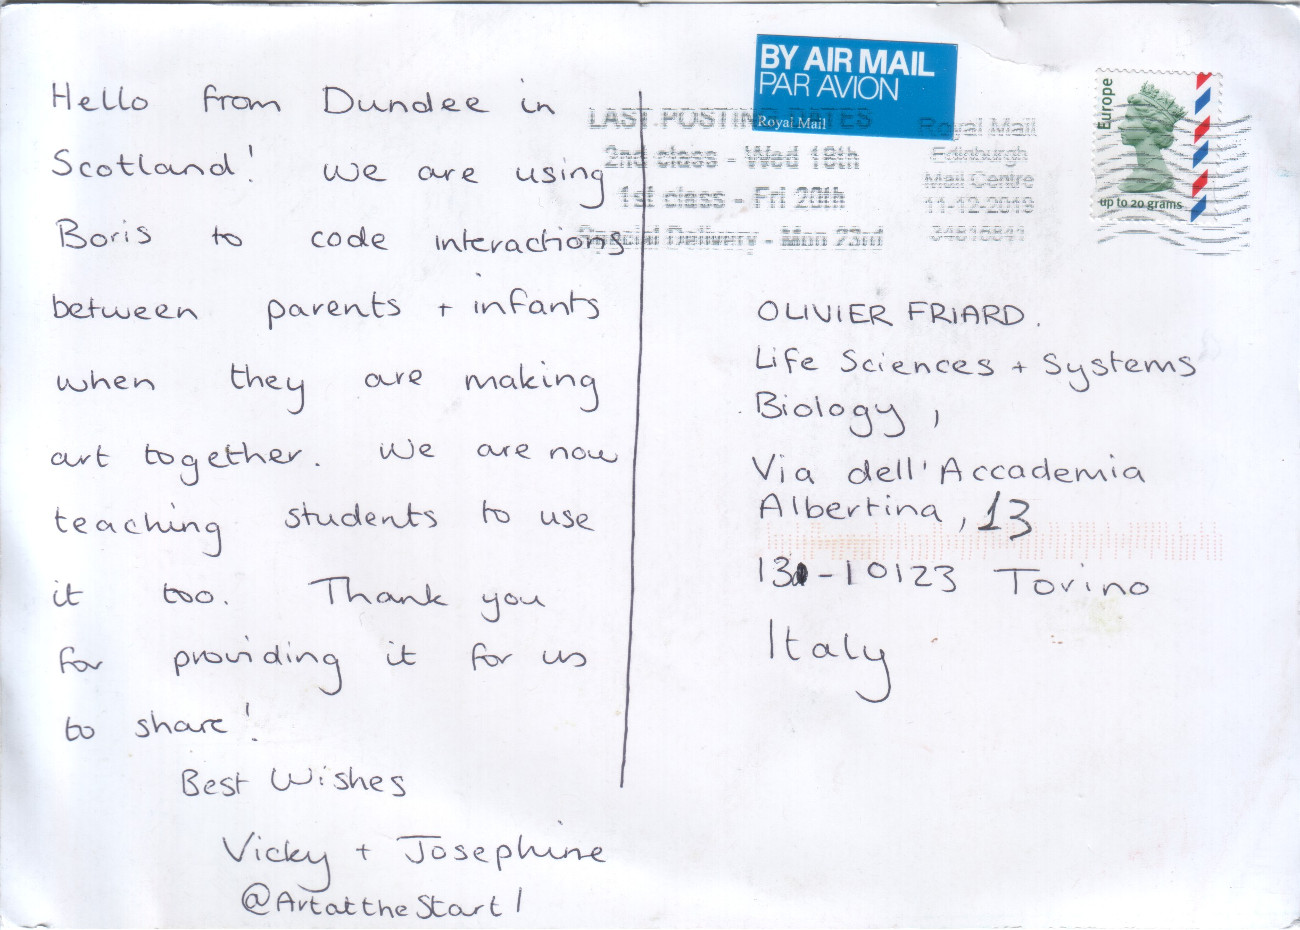 Hello from Dundee in
Scotland! We are using
Boris to code interactions
between parents + infants
when they are making
art together. We are now
teaching students to use
it too. Thank you
for providing it for us
to share!
Best Wishes
Vicky + Josephine
@ArtattheStart1
BY AIR MAIL
PAR AVION
Royal Mail
LAST POSTING DATES
2nd class - Wed 18th
1st class - Fri 20th
Special Delivery - Mon 23rd
Royal Mail
Edinburgh
Mail Centre
11-12-2019
34816841
Europe
up to 20 grams
OLIVIER FRIARD.
Life Sciences + Systems
Biology,
Via dell'Accademia
Albertina, 13
13 -10123 Torino
Italy